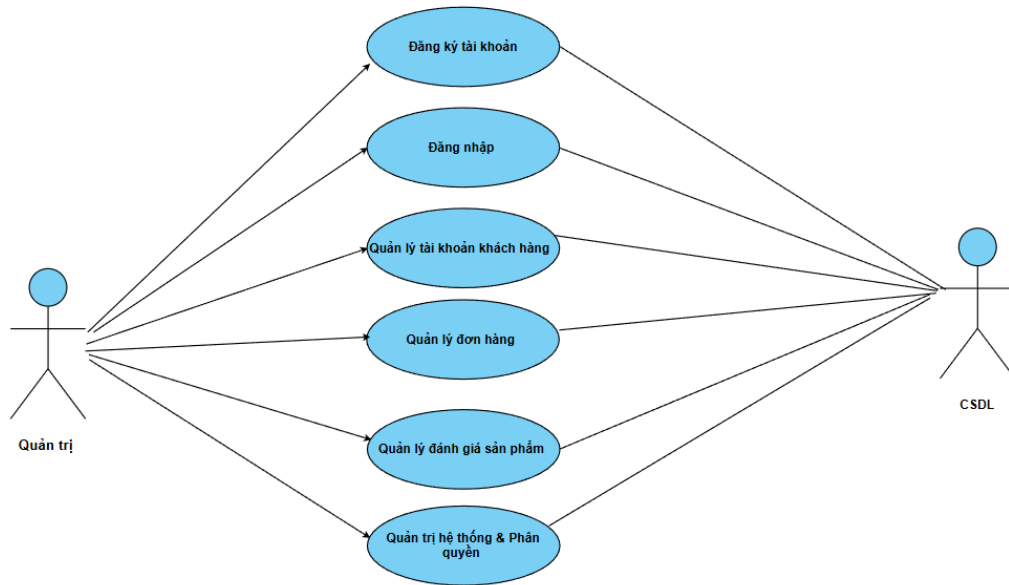 Đăng ký tài khoản
Đăng nhập
Quản lý tài khoản khách hàng
Quản lý đơn hàng
Quản trị
CSDL
Quản lý đánh giá sản phẩm
Quản trị hệ thống & Phân
quyền